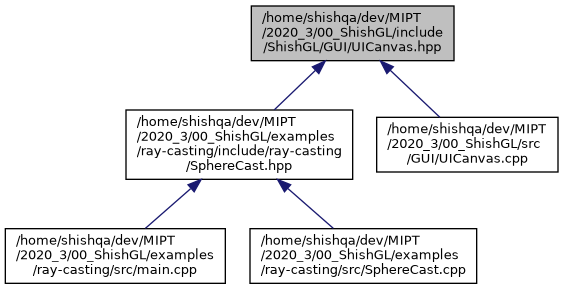 /home/shishqa/dev/MIPT
/2020_3/00_ShishGL/include
/ShishGL/GUI/UICanvas.hpp
/home/shishqa/dev/MIPT
/2020_3/00_ShishGL/examples
/ray-casting/include/ray-casting
/SphereCast.hpp
/home/shishqa/dev/MIPT
/2020_3/00_ShishGL/src
/GUI/UICanvas.cpp
/home/shishqa/dev/MIPT
/2020_3/00_ShishGL/examples
/ray-casting/src/main.cpp
/home/shishqa/dev/MIPT
/2020_3/00_ShishGL/examples
/ray-casting/src/SphereCast.cpp